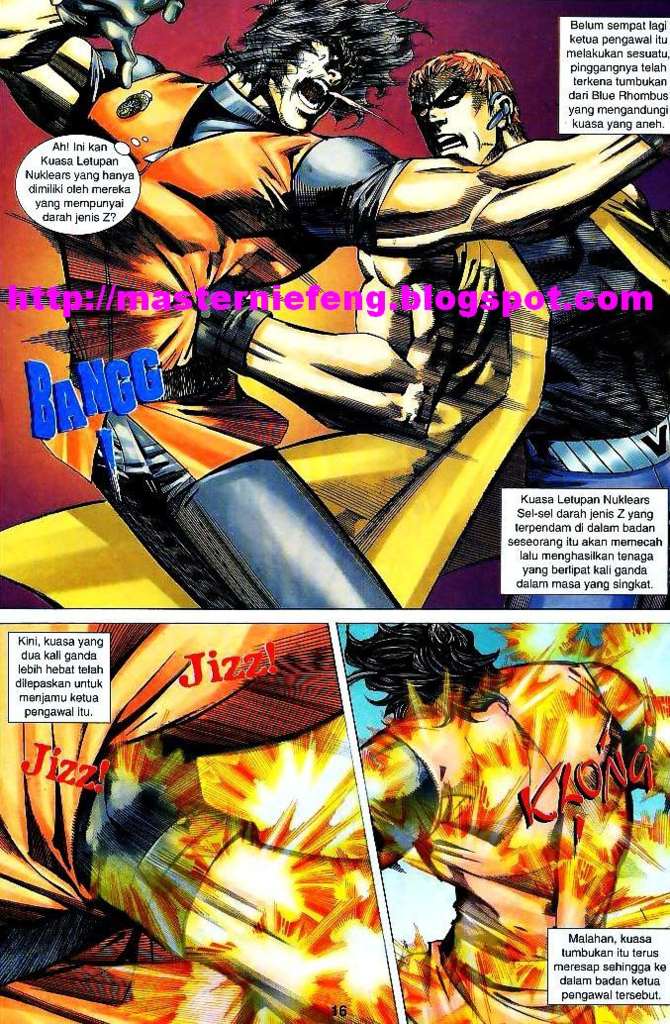 Belum sempat lagi
ketua pengawal itu
melakukan sesuatu,
pinggangnya telah
terkena tumbukan
dari Blue Rhombus
yang mengandungi
kuasa yang aneh.
Ah! Ini kan
Kuasa Letupan
Nuklears yang hanya
dimiliki oleh mereka
yang mempunyai
darah jenis Z?
http://masterniefeng.blogspot.com
BANGG
!
Kuasa Letupan Nuklears
Sel-sel darah jenis Z yang
terpendam di dalam badan
seseorang itu akan memecah
lalu menghasilkan tenaga
yang berlipat kali ganda
dalam masa yang singkat.
Kini, kuasa yang
dua kali ganda
lebih hebat telah
dilepaskan untuk
menjamu ketua
pengawal itu.
Jizz!
Jizz!
KLONG
!
Malahan, kuasa
tumbukan itu terus
meresap sehingga ke
dalam badan ketua
pengawal tersebut.
16